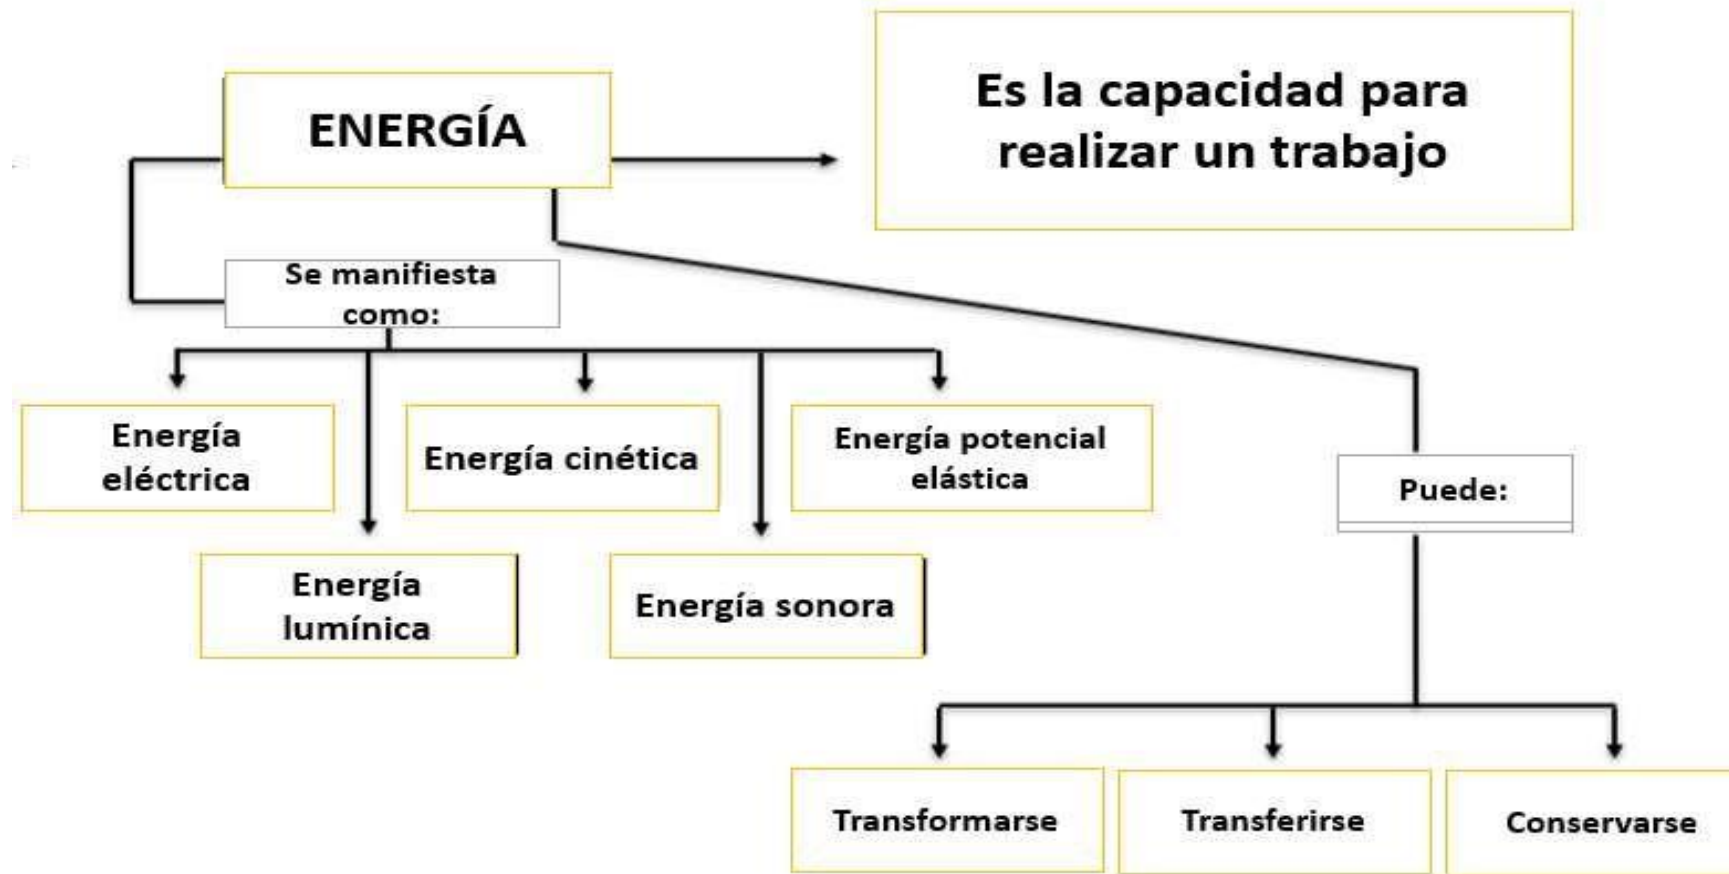 ENERGÍA
Es la capacidad para
realizar un trabajo
Se manifiesta
como:
Energía
eléctrica
Energía cinética
Energía potencial
elástica
Puede:
Energía
lumínica
Energía sonora
Transformarse
Transferirse
Conservarse